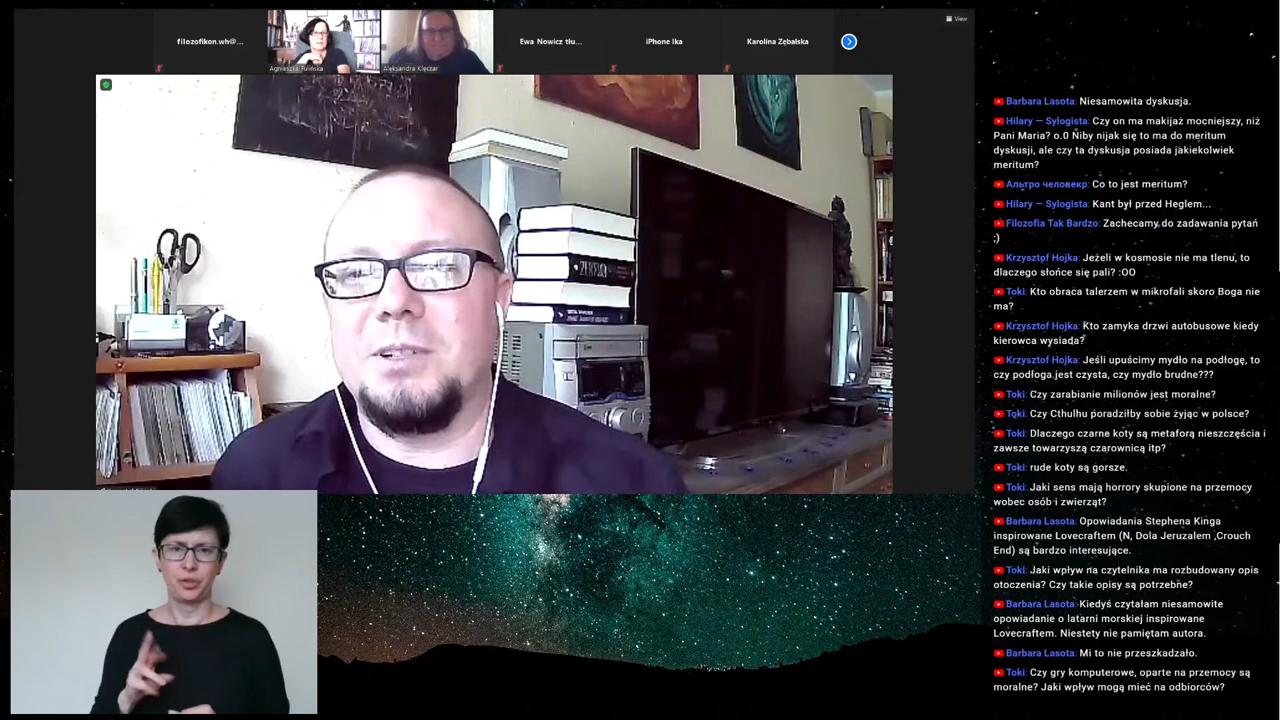 View
filozofikon.wh@...
Agnieszka Fulińska
Aleksandra Klęczar
Ewa Nowicz tłu...
iPhone Ika
Karolina Zębalska
Barbara Lasota: Niesamowita dyskusja.
Hilary — Sylogista: Czy on ma makijaż mocniejszy, niż
Pani Maria? o.0 Niby nijak się to ma do meritum
dyskusji, ale czy ta dyskusja posiada jakiekolwiek
meritum?
Альтро человекр: Co to jest meritum?
Hilary — Sylogista: Kant był przed Heglem...
Filozofia Tak Bardzo: Zachecamy do zadawania pytań
;)
Krzysztof Hojka: Jeżeli w kosmosie nie ma tlenu, to
dlaczego słońce się pali? :OO
Toki: Kto obraca talerzem w mikrofali skoro Boga nie
ma?
Krzysztof Hojka: Kto zamyka drzwi autobusowe kiedy
kierowca wysiada?
Krzysztof Hojka: Jeśli upuścimy mydło na podłogę, to
czy podfoga jest czysta, czy mydło brudne???
Toki: Czy zarabianie milionów jest moralne?
Toki: Czy Cthulhu poradziłby sobie żyjąc w polsce?
Toki: Dlaczego czarne koty są metaforą nieszczęścia i
zawsze towarzyszą czarownicą itp?
Toki: rude koty są gorsze.
Toki: Jaki sens mają horrory skupione na przemocy
wobec osób i zwierząt?
Barbara Lasota: Opowiadania Stephena Kinga
inspirowane Lovecraftem (N, Dola Jeruzalem ,Crouch
End) są bardzo interesujące.
Toki: Jaki wpływ na czytelnika ma rozbudowany opis
otoczenia? Czy takie opisy są potrzebne?
Barbara Lasota: Kiedyś czytałam niesamowite
opowiadanie o latarni morskiej inspirowane
Lovecraftem. Niestety nie pamiętam autora.
Barbara Lasota: Mi to nie przeszkadzało.
Toki: Czy gry komputerowe, oparte na przemocy są
moralne? Jaki wpływ mogą mieć na odbiorców?